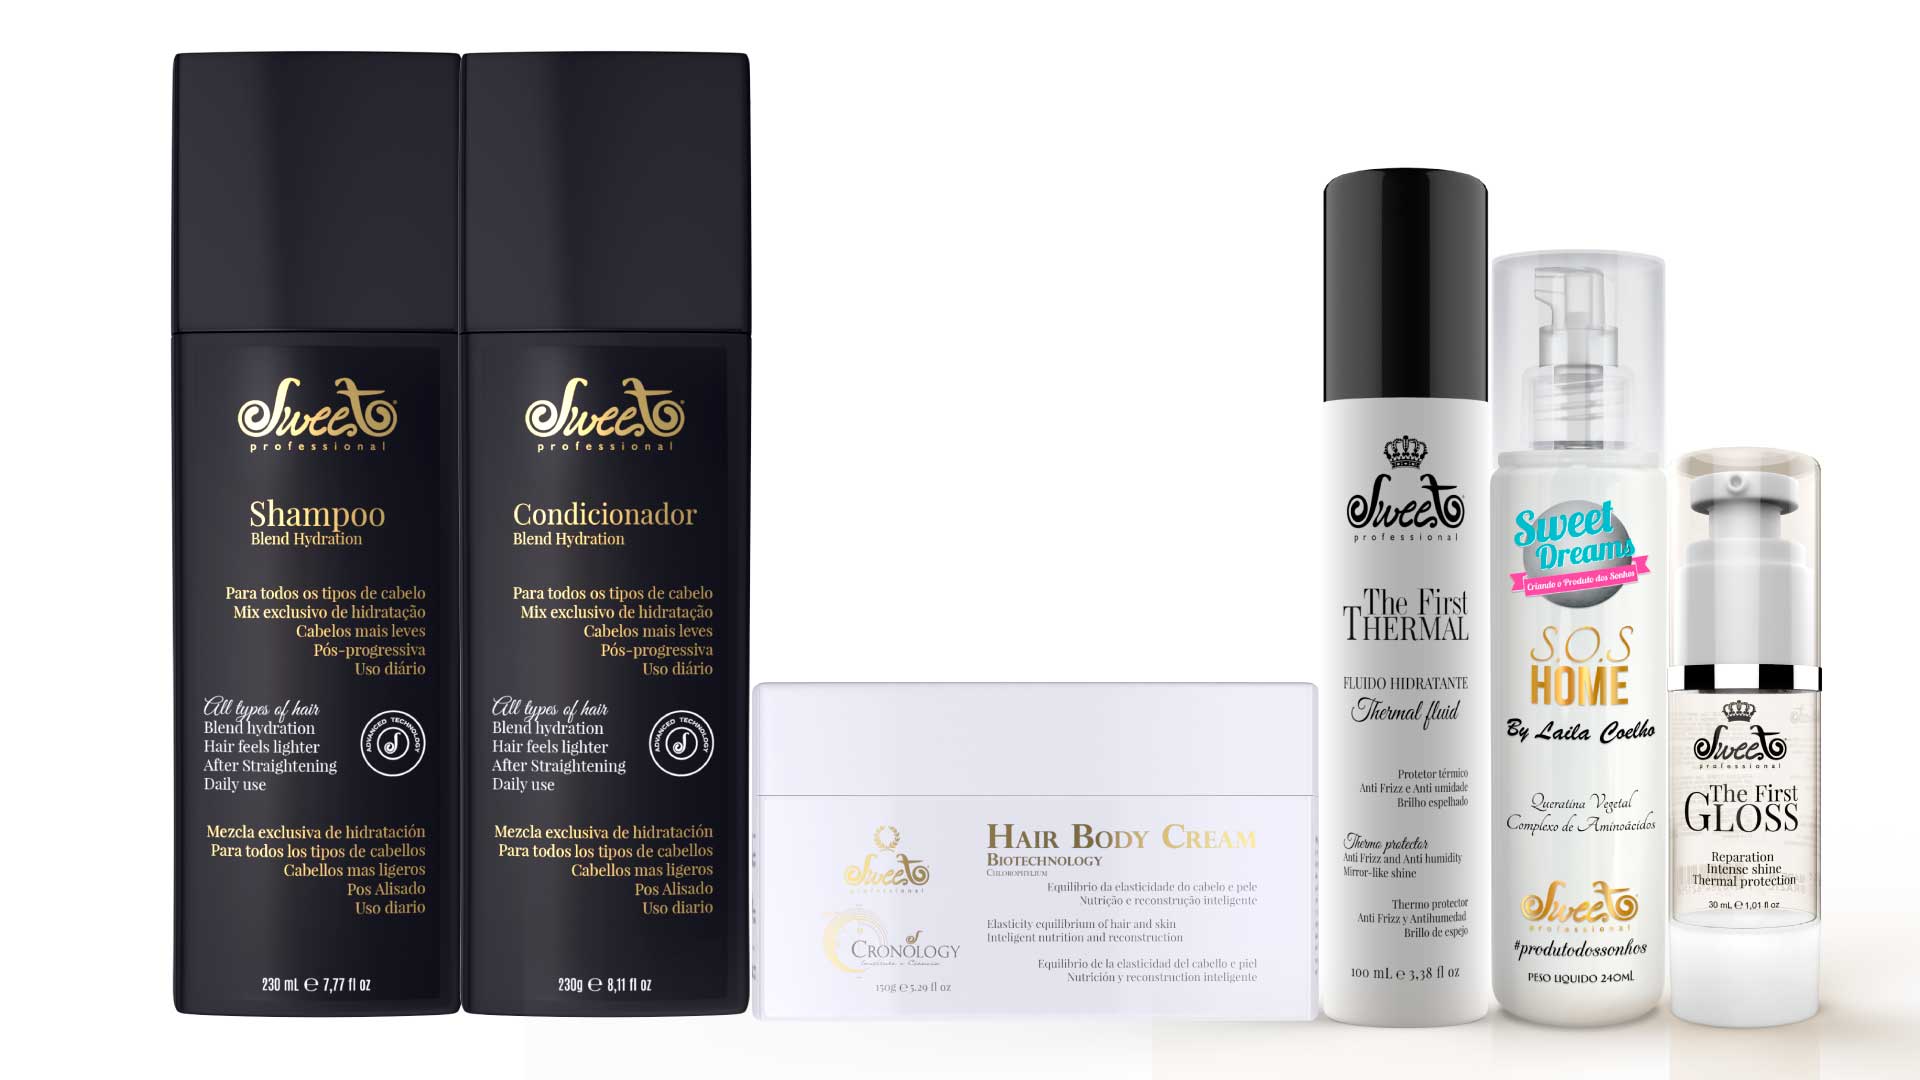 Sweet®
professional
Shampoo
Blend Hydration
Para todos os tipos de cabelo
Mix exclusivo de hidratação
Cabelos mais leves
Pós-progressiva
Uso diário
All types of hair
Blend hydration
Hair feels lighter
After Straightening
Daily use
ADVANCED TECHNOLOGY
Mezcla exclusiva de hidratación
Para todos los tipos de cabellos
Cabellos mas ligeros
Pos Alisado
Uso diario
230 mL ℮ 7,77 fl oz
Sweet®
professional
Condicionador
Blend Hydration
Para todos os tipos de cabelo
Mix exclusivo de hidratação
Cabelos mais leves
Pós-progressiva
Uso diário
All types of hair
Blend hydration
Hair feels lighter
After Straightening
Daily use
ADVANCED TECHNOLOGY
Mezcla exclusiva de hidratación
Para todos los tipos de cabellos
Cabellos mas ligeros
Pos Alisado
Uso diario
230g ℮ 8,11 fl oz
Sweet
professional
CRONOLOGY
150g ℮ 5.29 fl oz
HAIR BODY CREAM
BIOTECHNOLOGY
CHLOROPHYLIUM
Equilíbrio da elasticidade do cabelo e pele
Nutrição e reconstrução inteligente
Elasticity equilibrium of hair and skin
Inteligent nutrition and reconstruction
Equilibrio de la elasticidad del cabello e piel
Nutrición y reconstruction inteligente
Sweet
professional
The First
THERMAL
FLUIDO HIDRATANTE
Thermal fluid
Protetor térmico
Anti Frizz e Anti umidade
Brilho espelhado
Thermo protector
Anti Frizz and Anti humidity
Mirror-like shine
Thermo protector
Anti Frizz y Antihumedad
Brillo de espejo
100 mL ℮ 3,38 fl oz
Sweet
Dreams
Criando o Produto dos Sonhos
S.O.S
HOME
By Laila Coelho
Queratina Vegetal
Complexo de Aminoácidos
Sweet
professional
#produtodossonhos
PESO LIQUIDO 240ML
Sweet
professional
The First
GLOSS
Reparation
Intense shine
Thermal protection
30 mL ℮ 1,01 fl oz